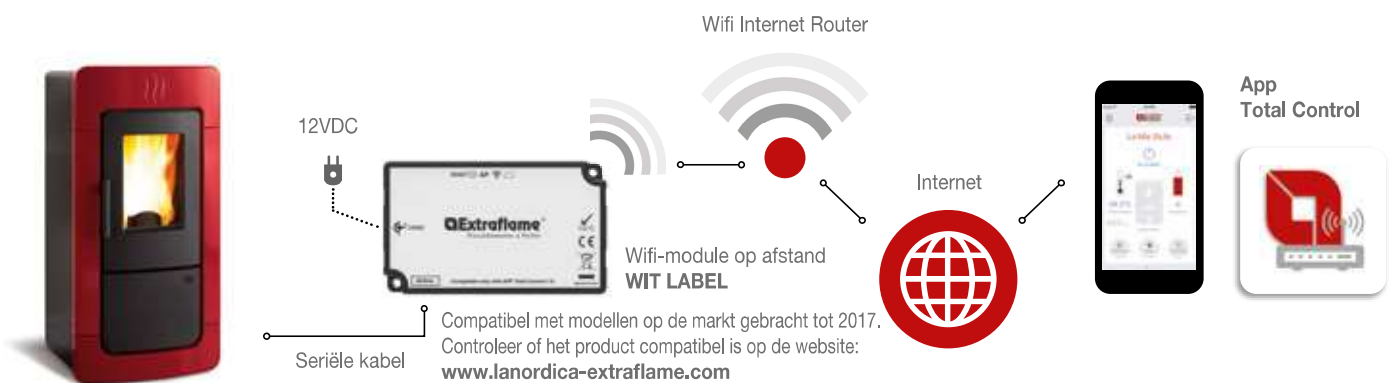 Wifi Internet Router
App
Total Control
12VDC
Extraflame
Internet
Wifi-module op afstand
WIT LABEL
Compatibel met modellen op de markt gebracht tot 2017.
Controleer of het product compatibel is op de website:
www.lanordica-extraflame.com
Seriële kabel